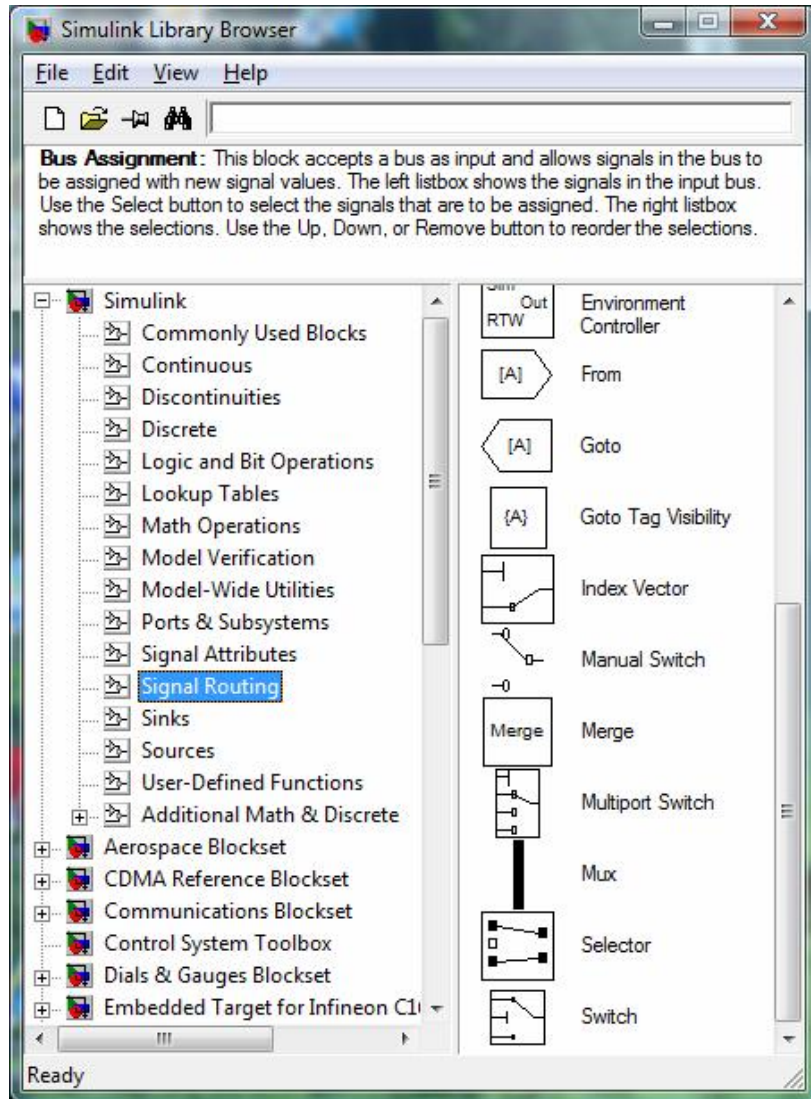 Simulink Library Browser
File Edit View Help
Bus Assignment: This block accepts a bus as input and allows signals in the bus to
be assigned with new signal values. The left listbox shows the signals in the input bus.
Use the Select button to select the signals that are to be assigned. The right listbox
shows the selections. Use the Up, Down, or Remove button to reorder the selections.
Simulink
Commonly Used Blocks
Continuous
Discontinuities
Discrete
Logic and Bit Operations
Lookup Tables
Math Operations
Model Verification
Model-Wide Utilities
Ports & Subsystems
Signal Attributes
Signal Routing
Sinks
Sources
User-Defined Functions
Additional Math & Discrete
Aerospace Blockset
CDMA Reference Blockset
Communications Blockset
Control System Toolbox
Dials & Gauges Blockset
Embedded Target for Infineon
Out
RTW
Environment
Controller
[A]
From
[A]
Goto
{A}
Goto Tag Visibility
Index Vector
Manual Switch
Merge
Merge
Multiport Switch
Mux
Selector
Switch
Ready